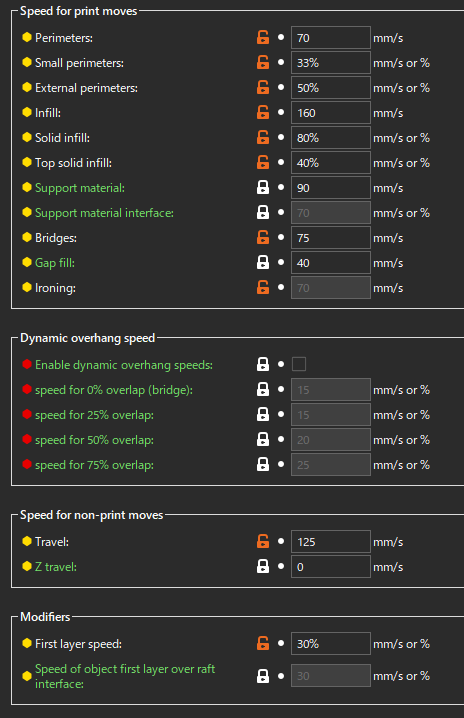 Speed for print moves
Perimeters: 70 mm/s
Small perimeters: 33% mm/s or %
External perimeters: 50% mm/s or %
Infill: 160 mm/s
Solid infill: 80% mm/s or %
Top solid infill: 40% mm/s or %
Support material: 90 mm/s
Support material interface: 70 mm/s or %
Bridges: 75 mm/s
Gap fill: 40 mm/s
Ironing: 70 mm/s
Dynamic overhang speed
Enable dynamic overhang speeds:
speed for 0% overlap (bridge): 15 mm/s or %
speed for 25% overlap: 15 mm/s or %
speed for 50% overlap: 20 mm/s or %
speed for 75% overlap: 25 mm/s or %
Speed for non-print moves
Travel: 125 mm/s
Z travel: 0 mm/s
Modifiers
First layer speed: 30% mm/s or %
Speed of object first layer over raft
interface: 30 mm/s or %